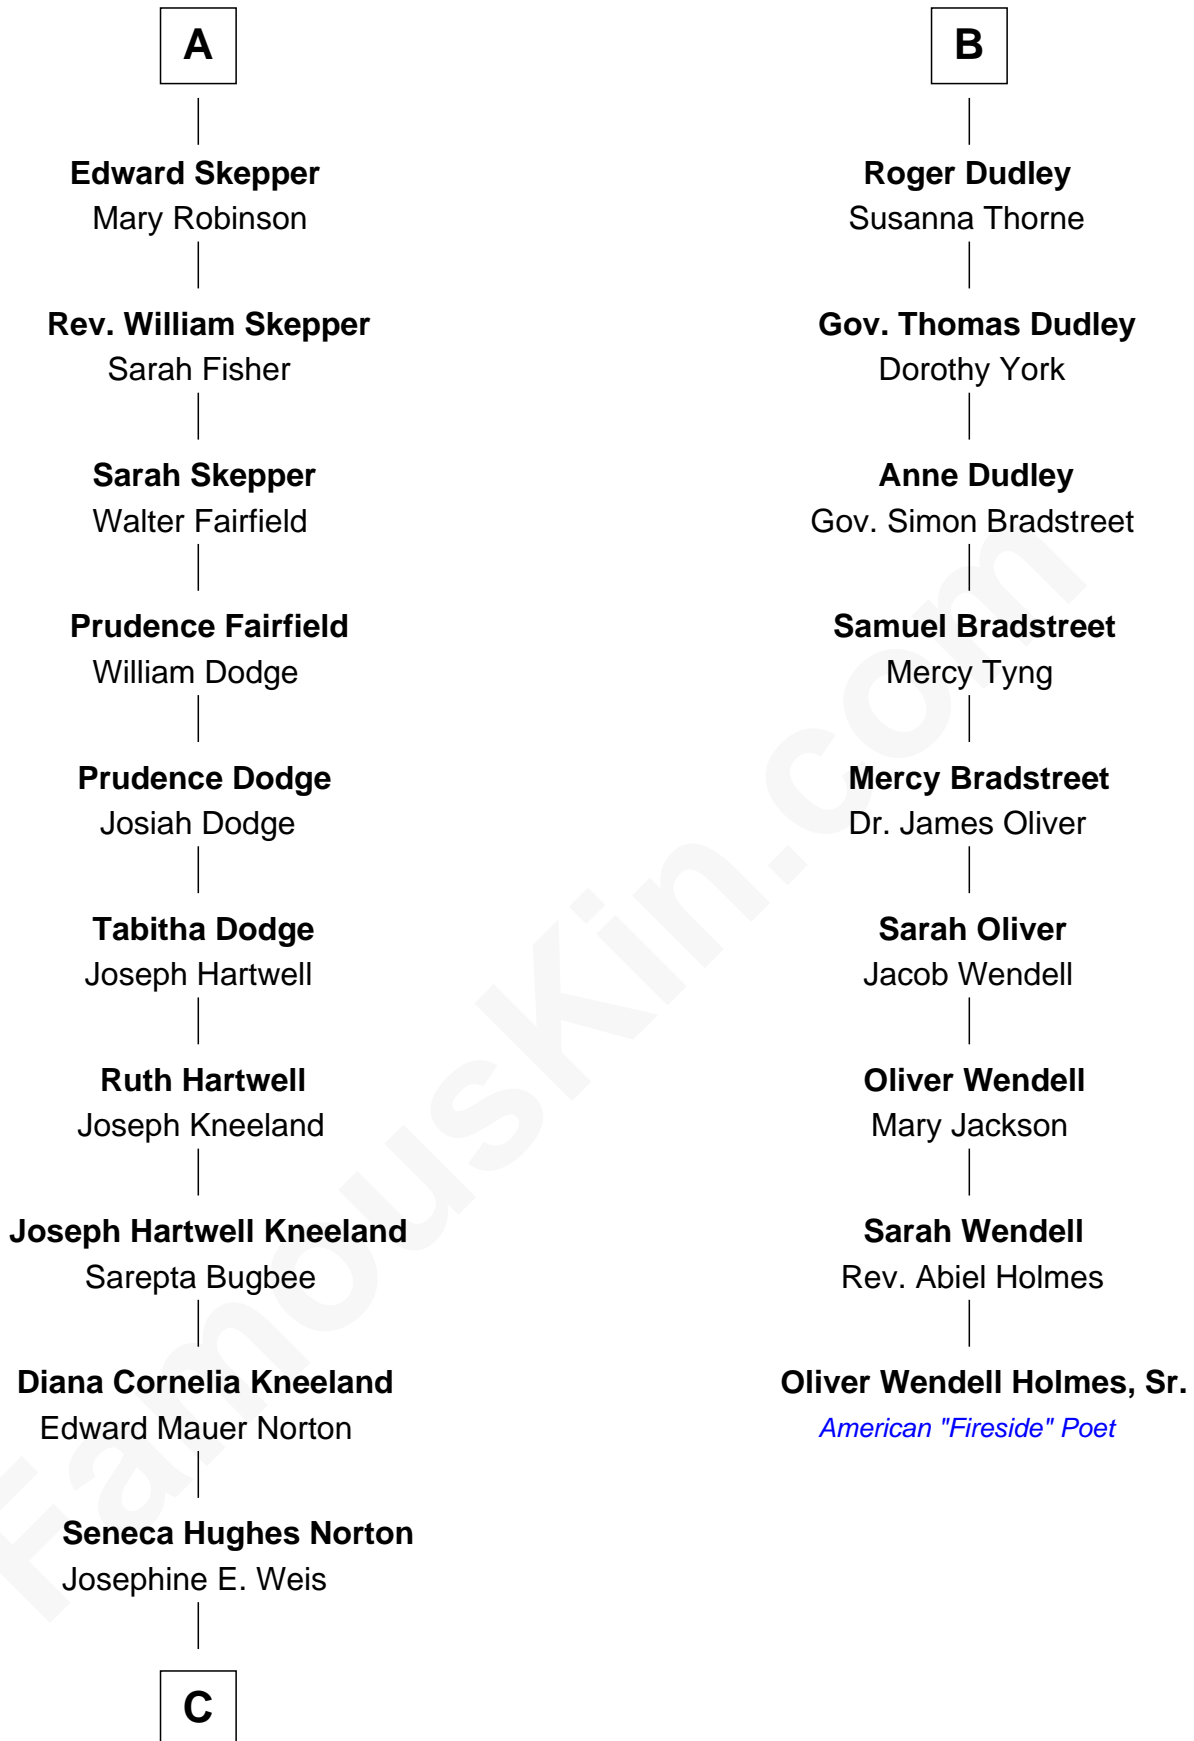 A
Edward Skepper
Mary Robinson
Rev. William Skepper
Sarah Fisher
Sarah Skepper
Walter Fairfield
Prudence Fairfield
William Dodge
Prudence Dodge
Josiah Dodge
Tabitha Dodge
Joseph Hartwell
Ruth Hartwell
Joseph Kneeland
Joseph Hartwell Kneeland
Sarepta Bugbee
Diana Cornelia Kneeland
Edward Mauer Norton
Seneca Hughes Norton
Josephine E. Weis
C
B
Roger Dudley
Susanna Thorne
Gov. Thomas Dudley
Dorothy York
Anne Dudley
Gov. Simon Bradstreet
Samuel Bradstreet
Mercy Tyng
Mercy Bradstreet
Dr. James Oliver
Sarah Oliver
Jacob Wendell
Oliver Wendell
Mary Jackson
Sarah Wendell
Rev. Abiel Holmes
Oliver Wendell Holmes, Sr.
American "Fireside" Poet
FamousKin.com